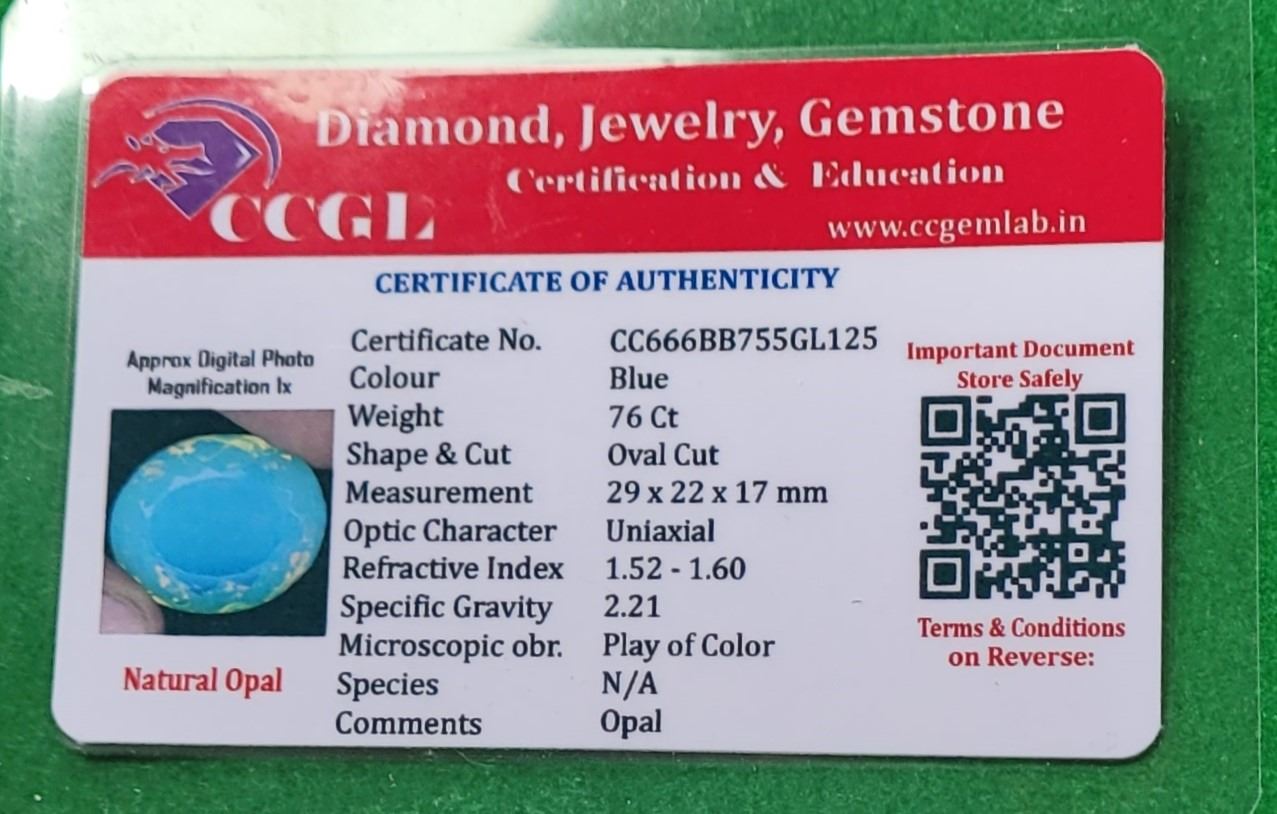 Diamond, Jewelry, Gemstone
Certification & Education
CCGL
www.ccgemlab.in
CERTIFICATE OF AUTHENTICITY
Approx Digital Photo
Magnification 1x
Natural Opal
Certificate No. CC666BB755GL125
Colour Blue
Weight 76 Ct
Shape & Cut Oval Cut
Measurement 29 x 22 x 17 mm
Optic Character Uniaxial
Refractive Index 1.52 - 1.60
Specific Gravity 2.21
Microscopic obr. Play of Color
Species N/A
Comments Opal
Important Document
Store Safely
Terms & Conditions
on Reverse: